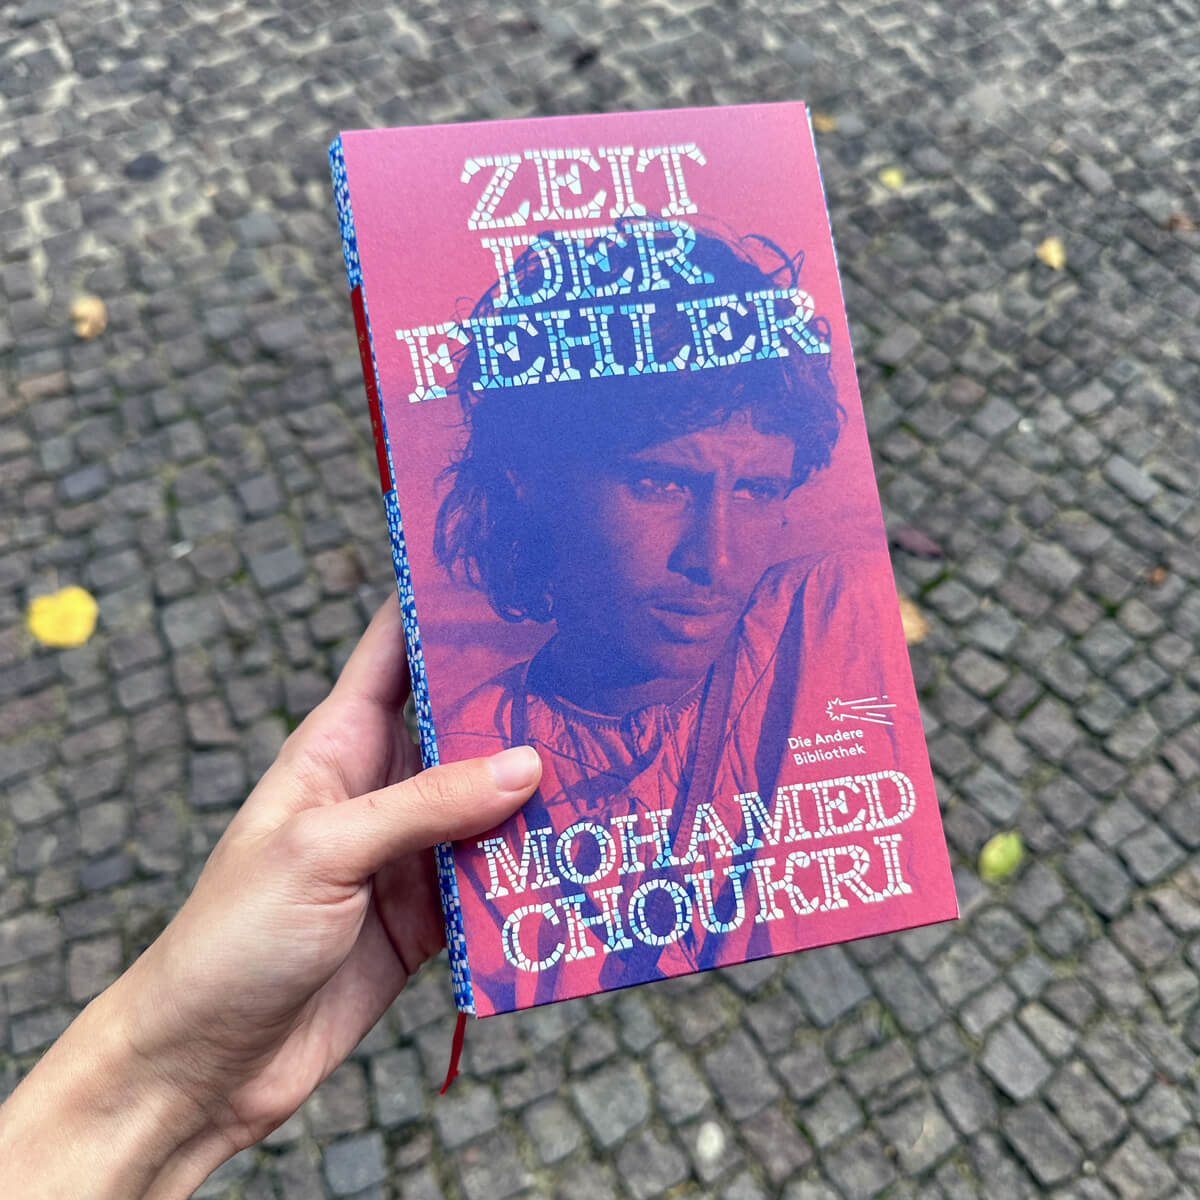 ZEIT
DER
FEHLER
Die Andere
Bibliothek
MOHAMED
CHOUKRI